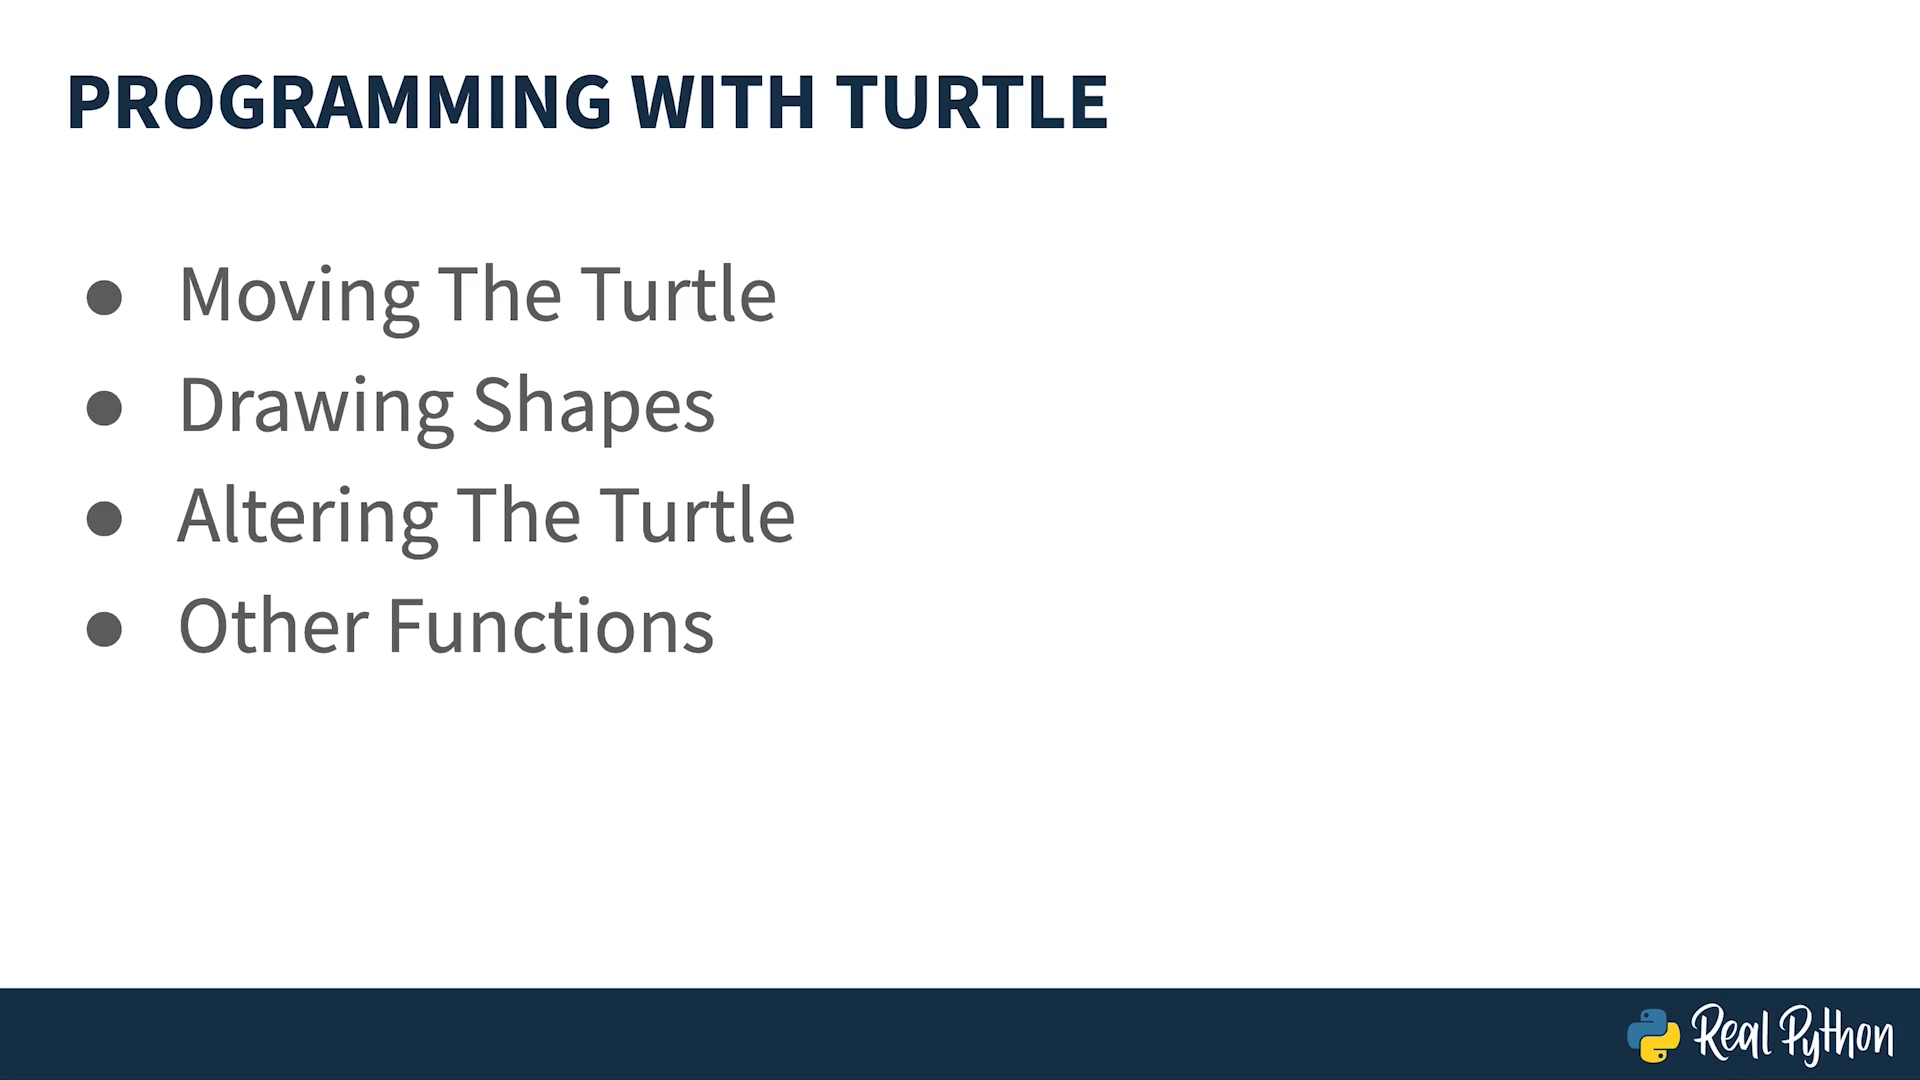 PROGRAMMING WITH TURTLE
● Moving The Turtle
● Drawing Shapes
● Altering The Turtle
● Other Functions
Real Python